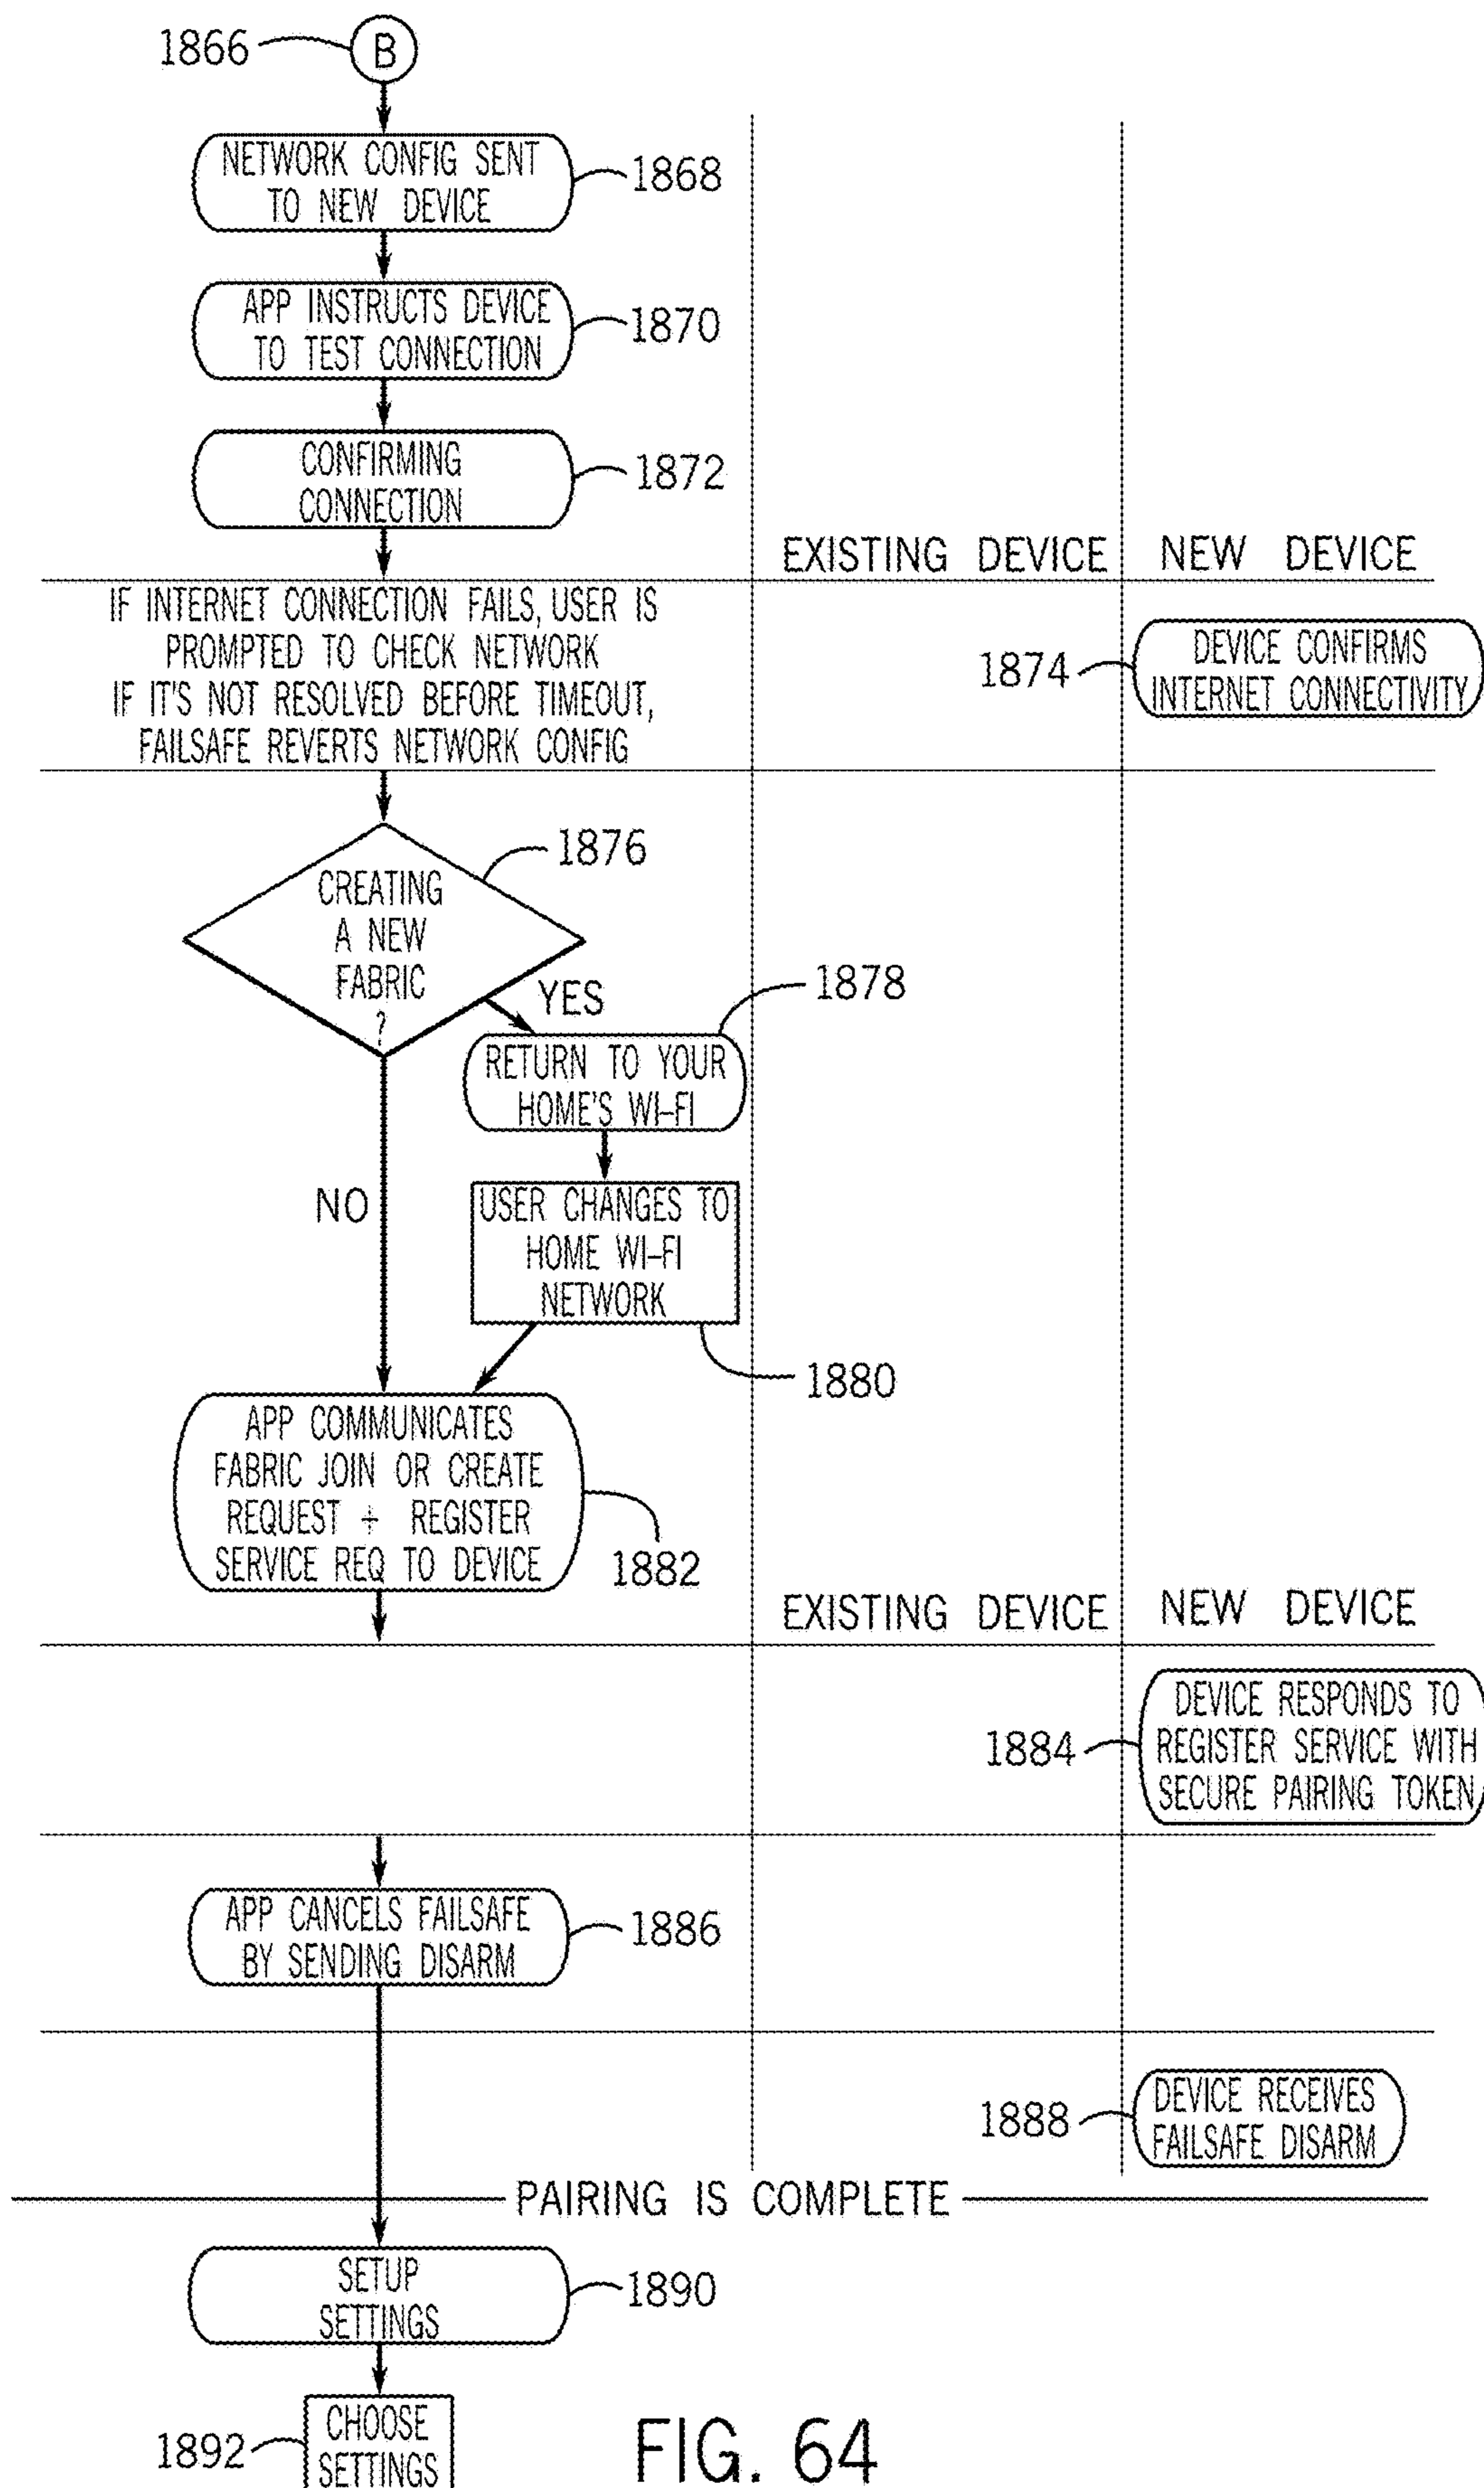 1866
B
NETWORK CONFIG SENT
TO NEW DEVICE
1868
APP INSTRUCTS DEVICE
TO TEST CONNECTION
1870
CONFIRMING
CONNECTION
1872
EXISTING DEVICE
NEW DEVICE
IF INTERNET CONNECTION FAILS, USER IS
PROMPTED TO CHECK NETWORK
IF IT'S NOT RESOLVED BEFORE TIMEOUT,
FAILSAFE REVERTS NETWORK CONFIG
1874
DEVICE CONFIRMS
INTERNET CONNECTIVITY
1876
CREATING
A NEW
FABRIC
?
YES
1878
RETURN TO YOUR
HOME'S WI-FI
NO
USER CHANGES TO
HOME WI-FI
NETWORK
1880
APP COMMUNICATES
FABRIC JOIN OR CREATE
REQUEST + REGISTER
SERVICE REQ TO DEVICE
1882
EXISTING DEVICE
NEW DEVICE
1884
DEVICE RESPONDS TO
REGISTER SERVICE WITH
SECURE PAIRING TOKEN
APP CANCELS FAILSAFE
BY SENDING DISARM
1886
1888
DEVICE RECEIVES
FAILSAFE DISARM
PAIRING IS COMPLETE
SETUP
SETTINGS
1890
1892
CHOOSE
SETTINGS
FIG. 64